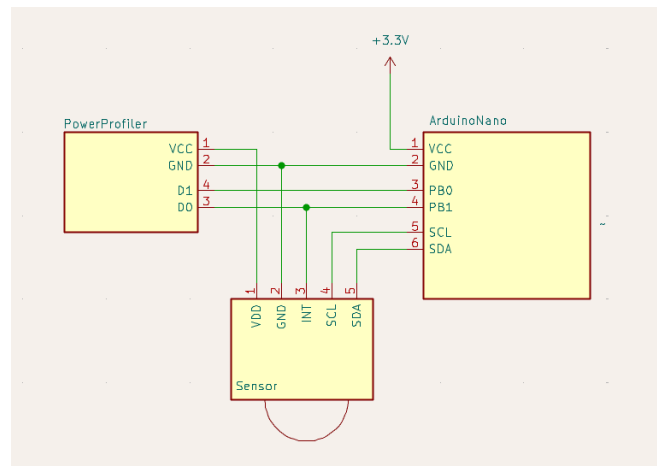 +3.3V
PowerProfiler
ArduinoNano
VCC 1
GND 2
D1 4
D0 3
1 VCC
2 GND
3 PB0
4 PB1
5 SCL
6 SDA
~
1 VDD
2 GND
3 INT
4 SCL
5 SDA
Sensor